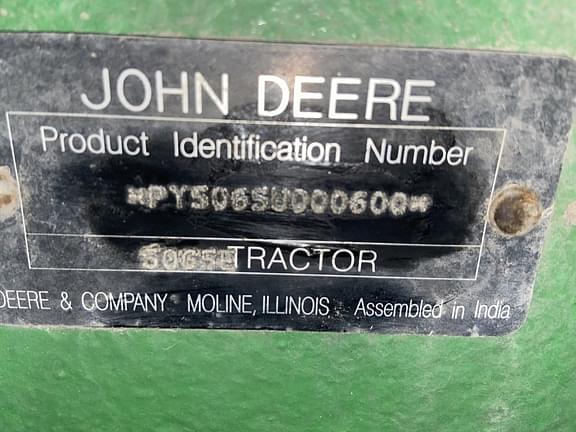 JOHN DEERE
Product Identification Number
*PY5065U000600*
5065E TRACTOR
DEERE & COMPANY MOLINE, ILLINOIS Assembled in India